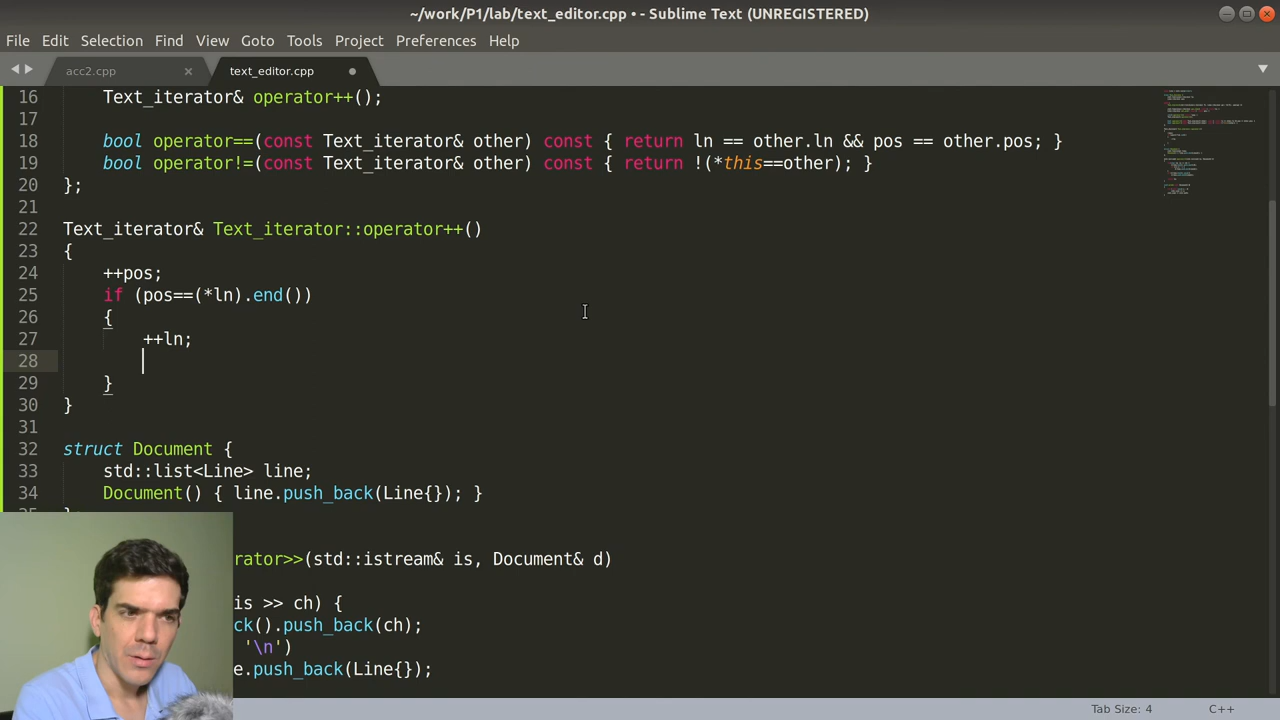 ~/work/P1/lab/text_editor.cpp • - Sublime Text (UNREGISTERED)
File Edit Selection Find View Goto Tools Project Preferences Help
acc2.cpp × text_editor.cpp
16 Text_iterator& operator++();
17
18 bool operator==(const Text_iterator& other) const { return ln == other.ln && pos == other.pos; }
19 bool operator!=(const Text_iterator& other) const { return !(*this==other); }
20 };
21
22 Text_iterator& Text_iterator::operator++()
23 {
24 ++pos;
25 if (pos==(*ln).end())
26 {
27 ++ln;
28
29 }
30 }
31
32 struct Document {
33 std::list<Line> line;
34 Document() { line.push_back(Line{}); }
rator>>(std::istream& is, Document& d)
is >> ch) {
ck().push_back(ch);
'\n')
e.push_back(Line{});
Tab Size: 4 C++